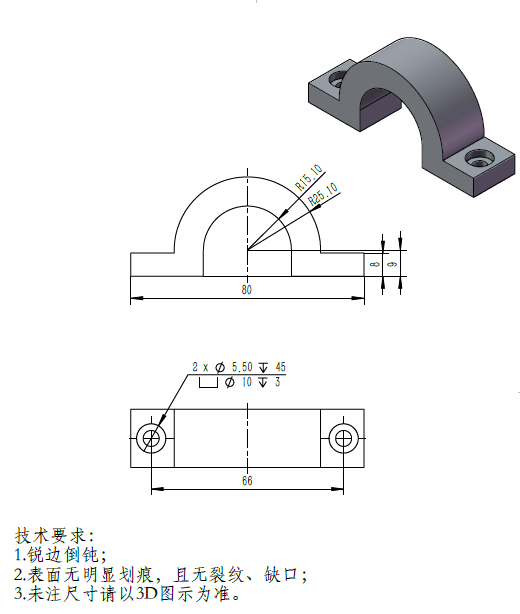 R15.10
R25.10
8
9
80
2 x Ø 5.50 ↧ 45
⌴ Ø 10 ↧ 3
66
技术要求：
1.锐边倒钝；
2.表面无明显划痕，且无裂纹、缺口；
3.未注尺寸请以3D图示为准。